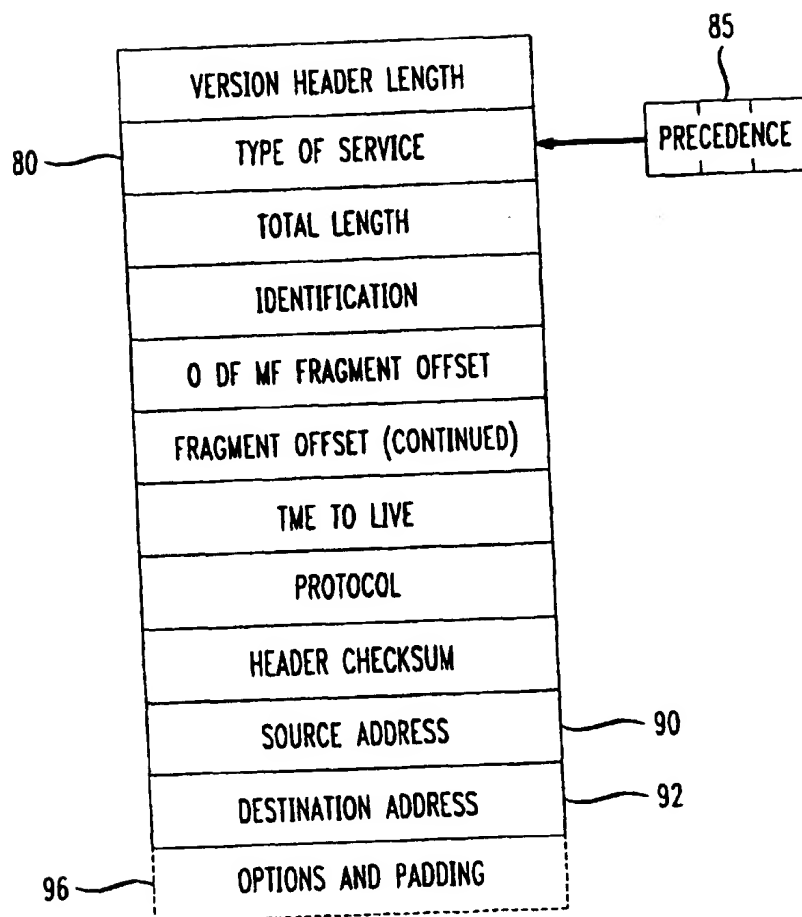 85
VERSION HEADER LENGTH
PRECEDENCE
80
TYPE OF SERVICE
TOTAL LENGTH
IDENTIFICATION
0 DF MF FRAGMENT OFFSET
FRAGMENT OFFSET (CONTINUED)
TME TO LIVE
PROTOCOL
HEADER CHECKSUM
SOURCE ADDRESS
90
DESTINATION ADDRESS
92
96
OPTIONS AND PADDING